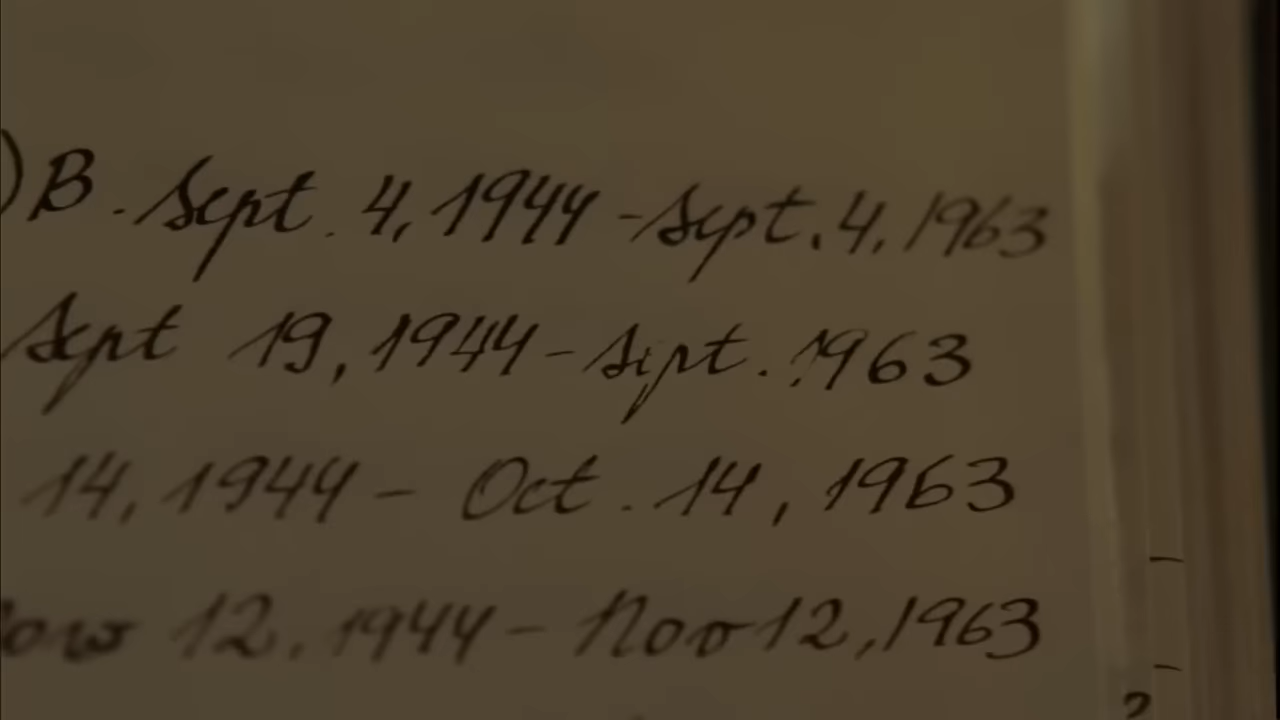 ) B. Sept. 4, 1944 - Sept. 4, 1963
Sept 19, 1944 - Sept. 1963
14, 1944 - Oct. 14, 1963
Nov 12, 1944 - Nov 12, 1963